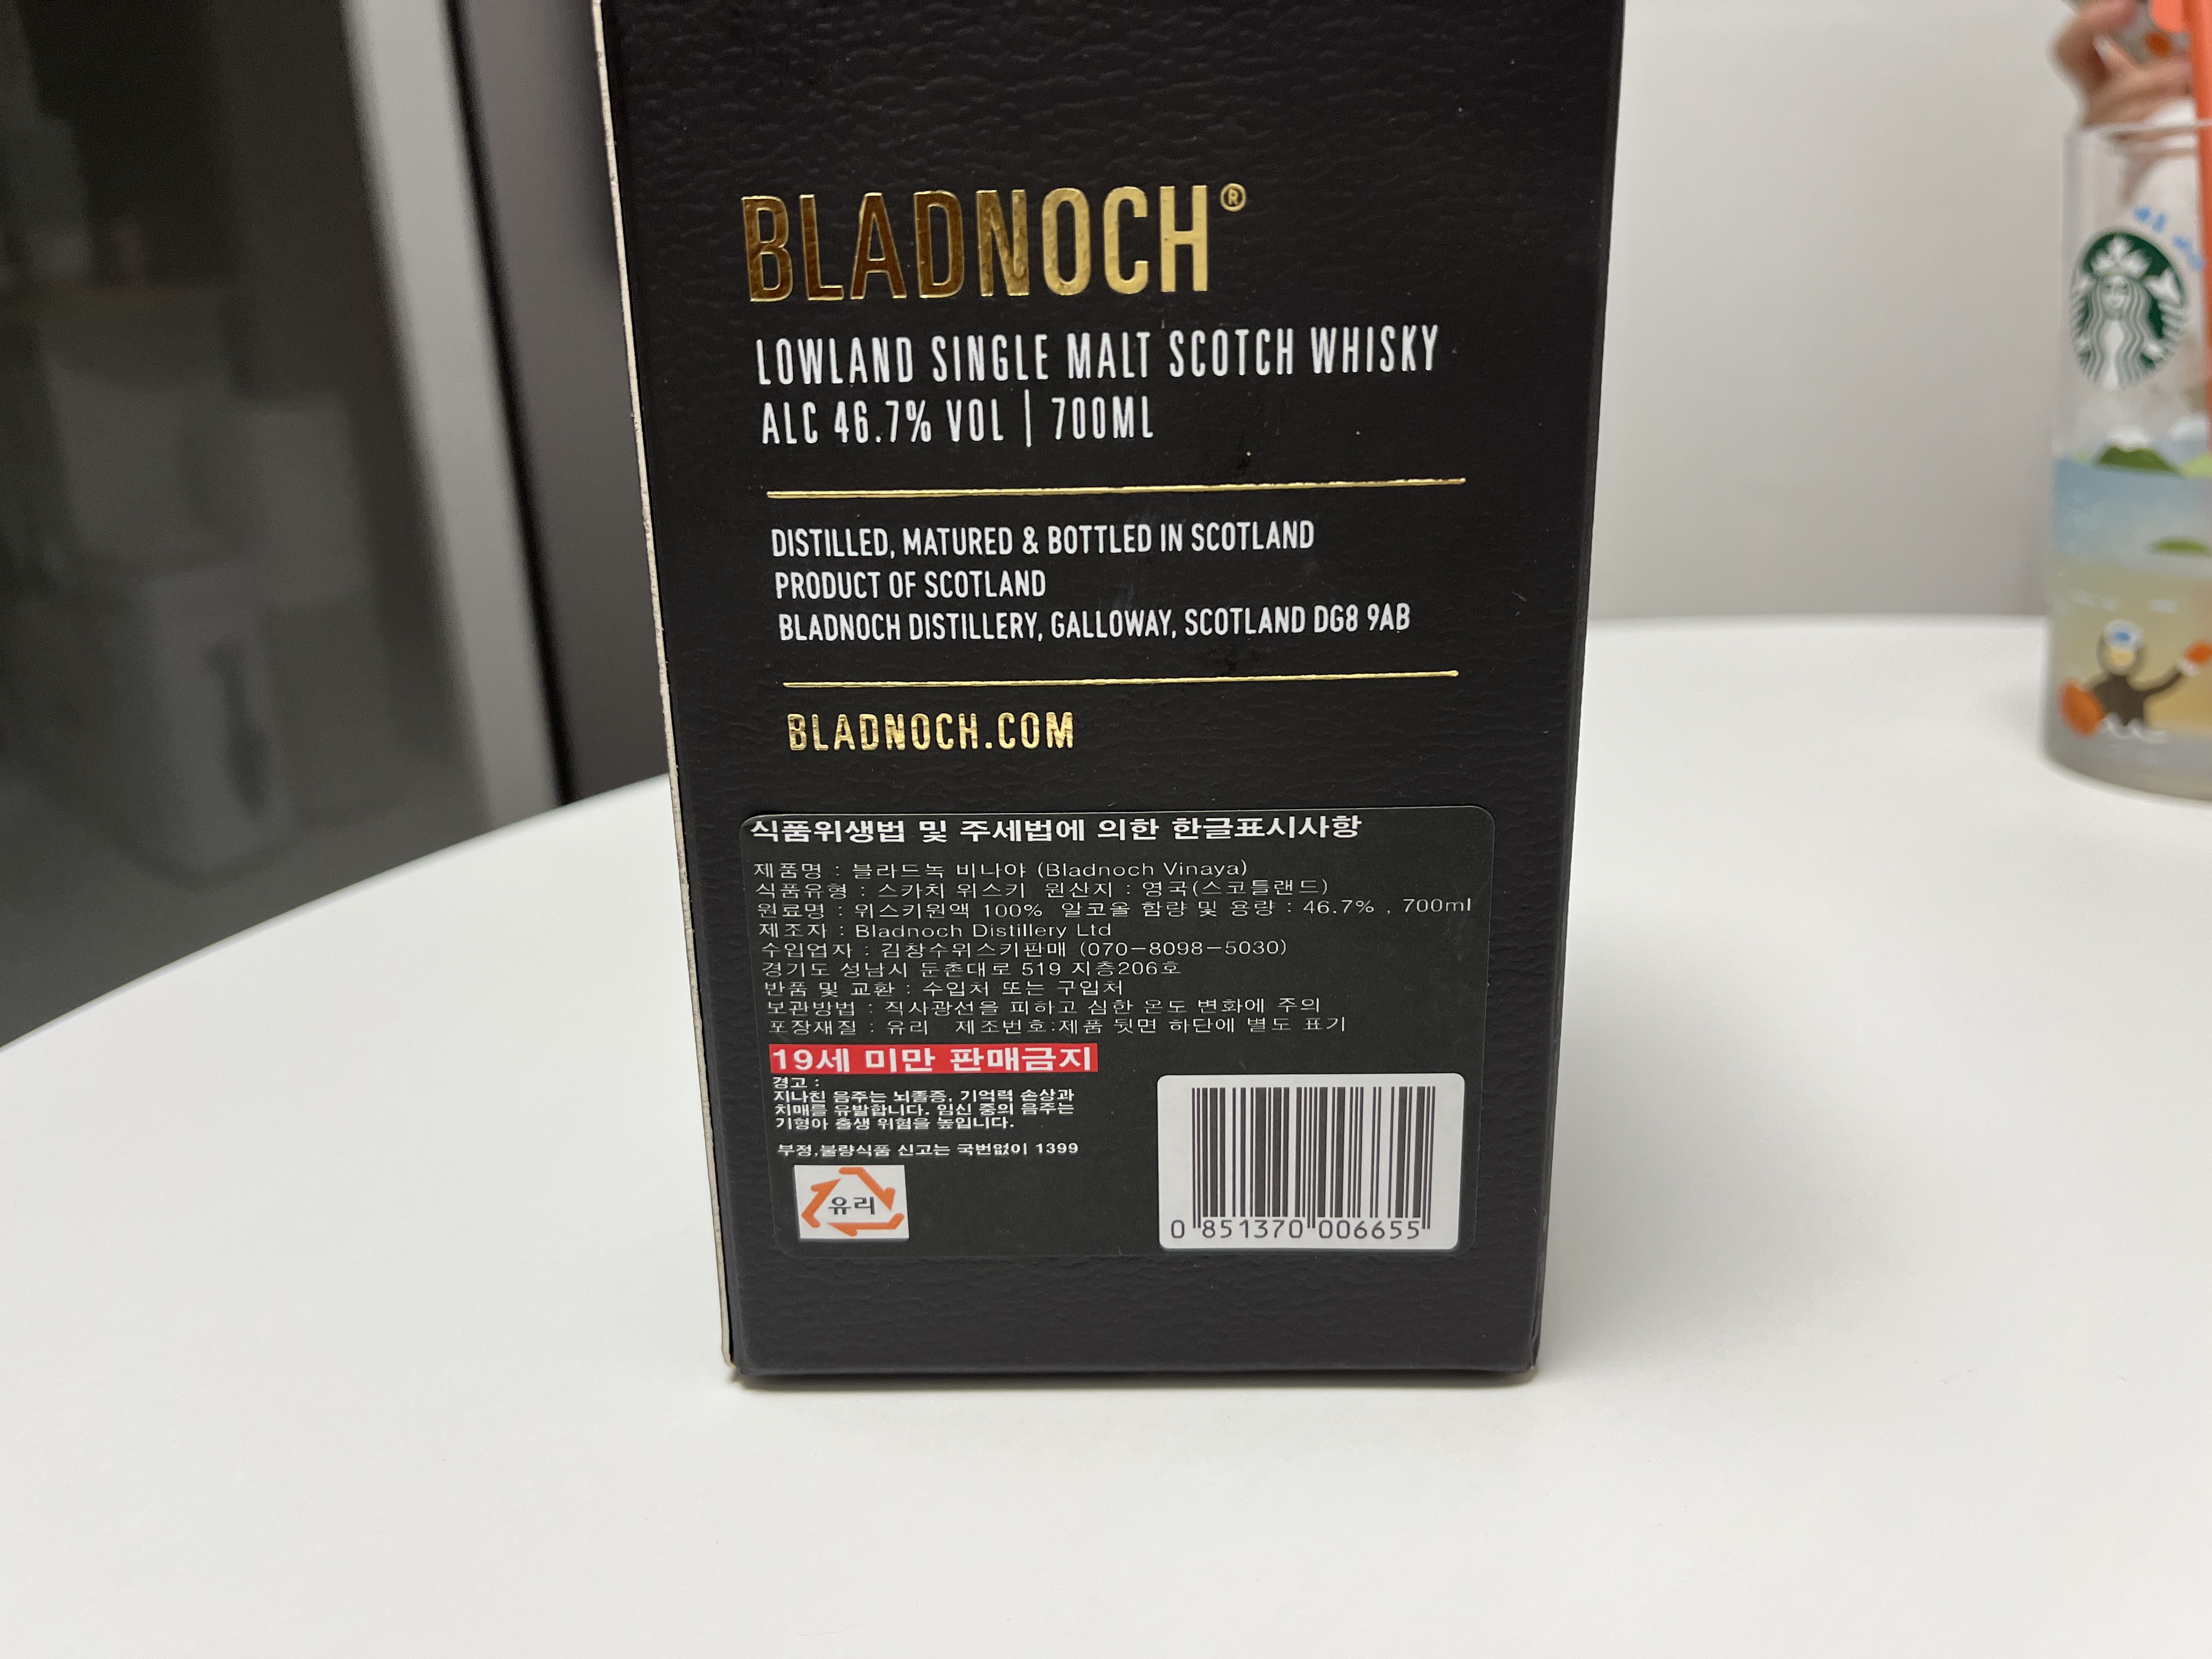 BLADNOCH®
LOWLAND SINGLE MALT SCOTCH WHISKY
ALC 46.7% VOL | 700ML
DISTILLED, MATURED & BOTTLED IN SCOTLAND
PRODUCT OF SCOTLAND
BLADNOCH DISTILLERY, GALLOWAY, SCOTLAND DG8 9AB
BLADNOCH.COM
식품위생법 및 주세법에 의한 한글표시사항
제품명 : 블라드녹 비나야 (Bladnoch Vinaya)
식품유형 : 스카치 위스키 원산지 : 영국(스코틀랜드)
원료명 : 위스키원액 100% 알코올 함량 및 용량 : 46.7% , 700ml
제조자 : Bladnoch Distillery Ltd
수입업자 : 김창수위스키판매 (070-8098-5030)
경기도 성남시 둔촌대로 519 지층206호
반품 및 교환 : 수입처 또는 구입처
보관방법 : 직사광선을 피하고 심한 온도 변화에 주의
포장재질 : 유리 제조번호:제품 뒷면 하단에 별도 표기
19세 미만 판매금지
경고 :
지나친 음주는 뇌졸증, 기억력 손상과
치매를 유발합니다. 임신 중의 음주는
기형아 출생 위험을 높입니다.
부정,불량식품 신고는 국번없이 1399
유리
0 851370 006655